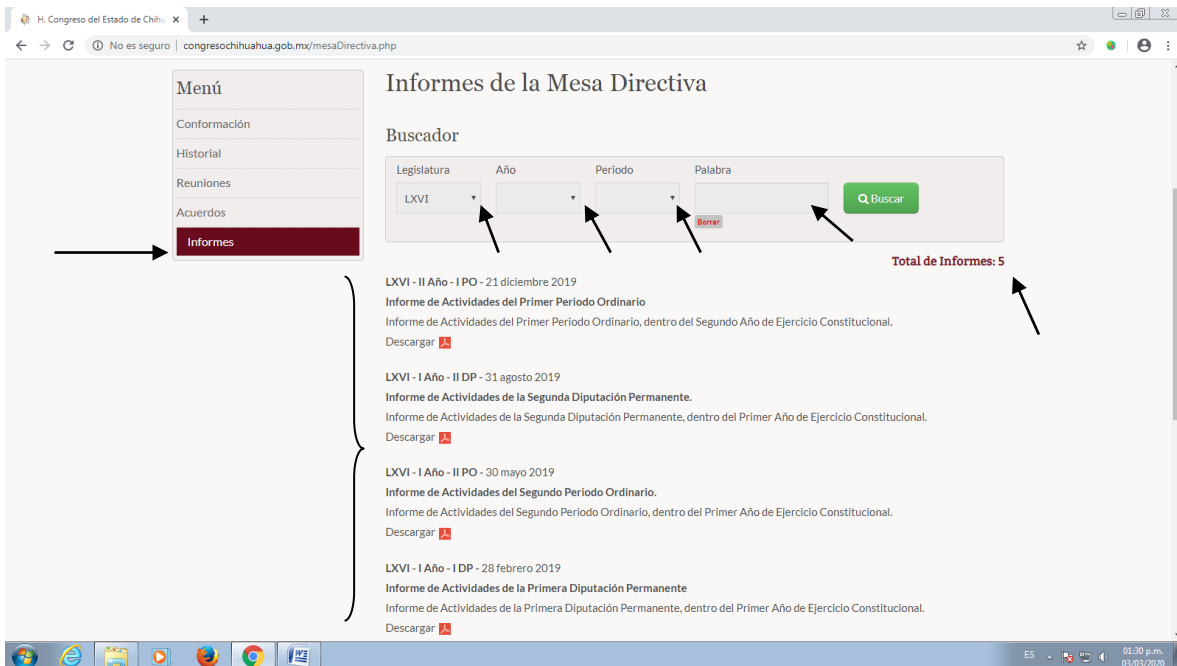 H. Congreso del Estado de Chihu
No es seguro | congresochihuahua.gob.mx/mesaDirectiva.php
Menú
Conformación
Historial
Reuniones
Acuerdos
Informes
Informes de la Mesa Directiva
Buscador
Legislatura Año Periodo Palabra
LXVI
Buscar
Borrar
Total de Informes: 5
LXVI - II Año - I PO - 21 diciembre 2019
Informe de Actividades del Primer Periodo Ordinario
Informe de Actividades del Primer Periodo Ordinario, dentro del Segundo Año de Ejercicio Constitucional.
Descargar
LXVI - I Año - II DP - 31 agosto 2019
Informe de Actividades de la Segunda Diputación Permanente.
Informe de Actividades de la Segunda Diputación Permanente, dentro del Primer Año de Ejercicio Constitucional.
Descargar
LXVI - I Año - II PO - 30 mayo 2019
Informe de Actividades del Segundo Periodo Ordinario.
Informe de Actividades del Segundo Periodo Ordinario, dentro del Primer Año de Ejercicio Constitucional.
Descargar
LXVI - I Año - I DP - 28 febrero 2019
Informe de Actividades de la Primera Diputación Permanente
Informe de Actividades de la Primera Diputación Permanente, dentro del Primer Año de Ejercicio Constitucional.
Descargar
ES
01:30 p.m.
03/03/2020